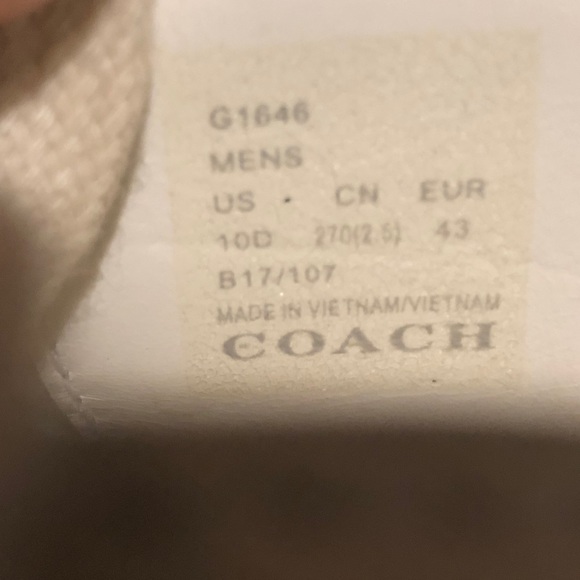 G1646
MENS
US · CN EUR
10D 270(2.5) 43
B17/107
MADE IN VIETNAM/VIETNAM
COACH